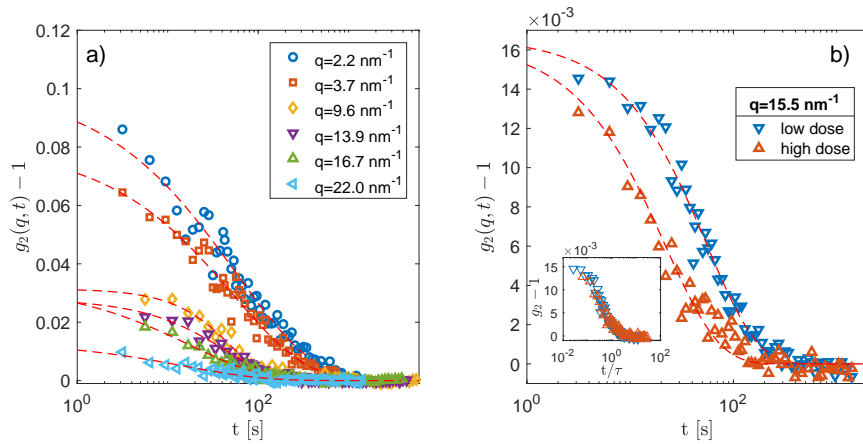 a)
q=2.2 nm⁻¹
q=3.7 nm⁻¹
q=9.6 nm⁻¹
q=13.9 nm⁻¹
q=16.7 nm⁻¹
q=22.0 nm⁻¹
0.12
0.1
0.08
0.06
0.04
0.02
0
g₂(q, t) − 1
10⁰
10²
t [s]
×10⁻³
b)
q=15.5 nm⁻¹
low dose
high dose
16
14
12
10
8
6
4
2
0
g₂(q, t) − 1
10⁰
10²
t [s]
×10⁻³
15
10
5
0
g₂ − 1
10⁻²
10⁰
10²
t/τ